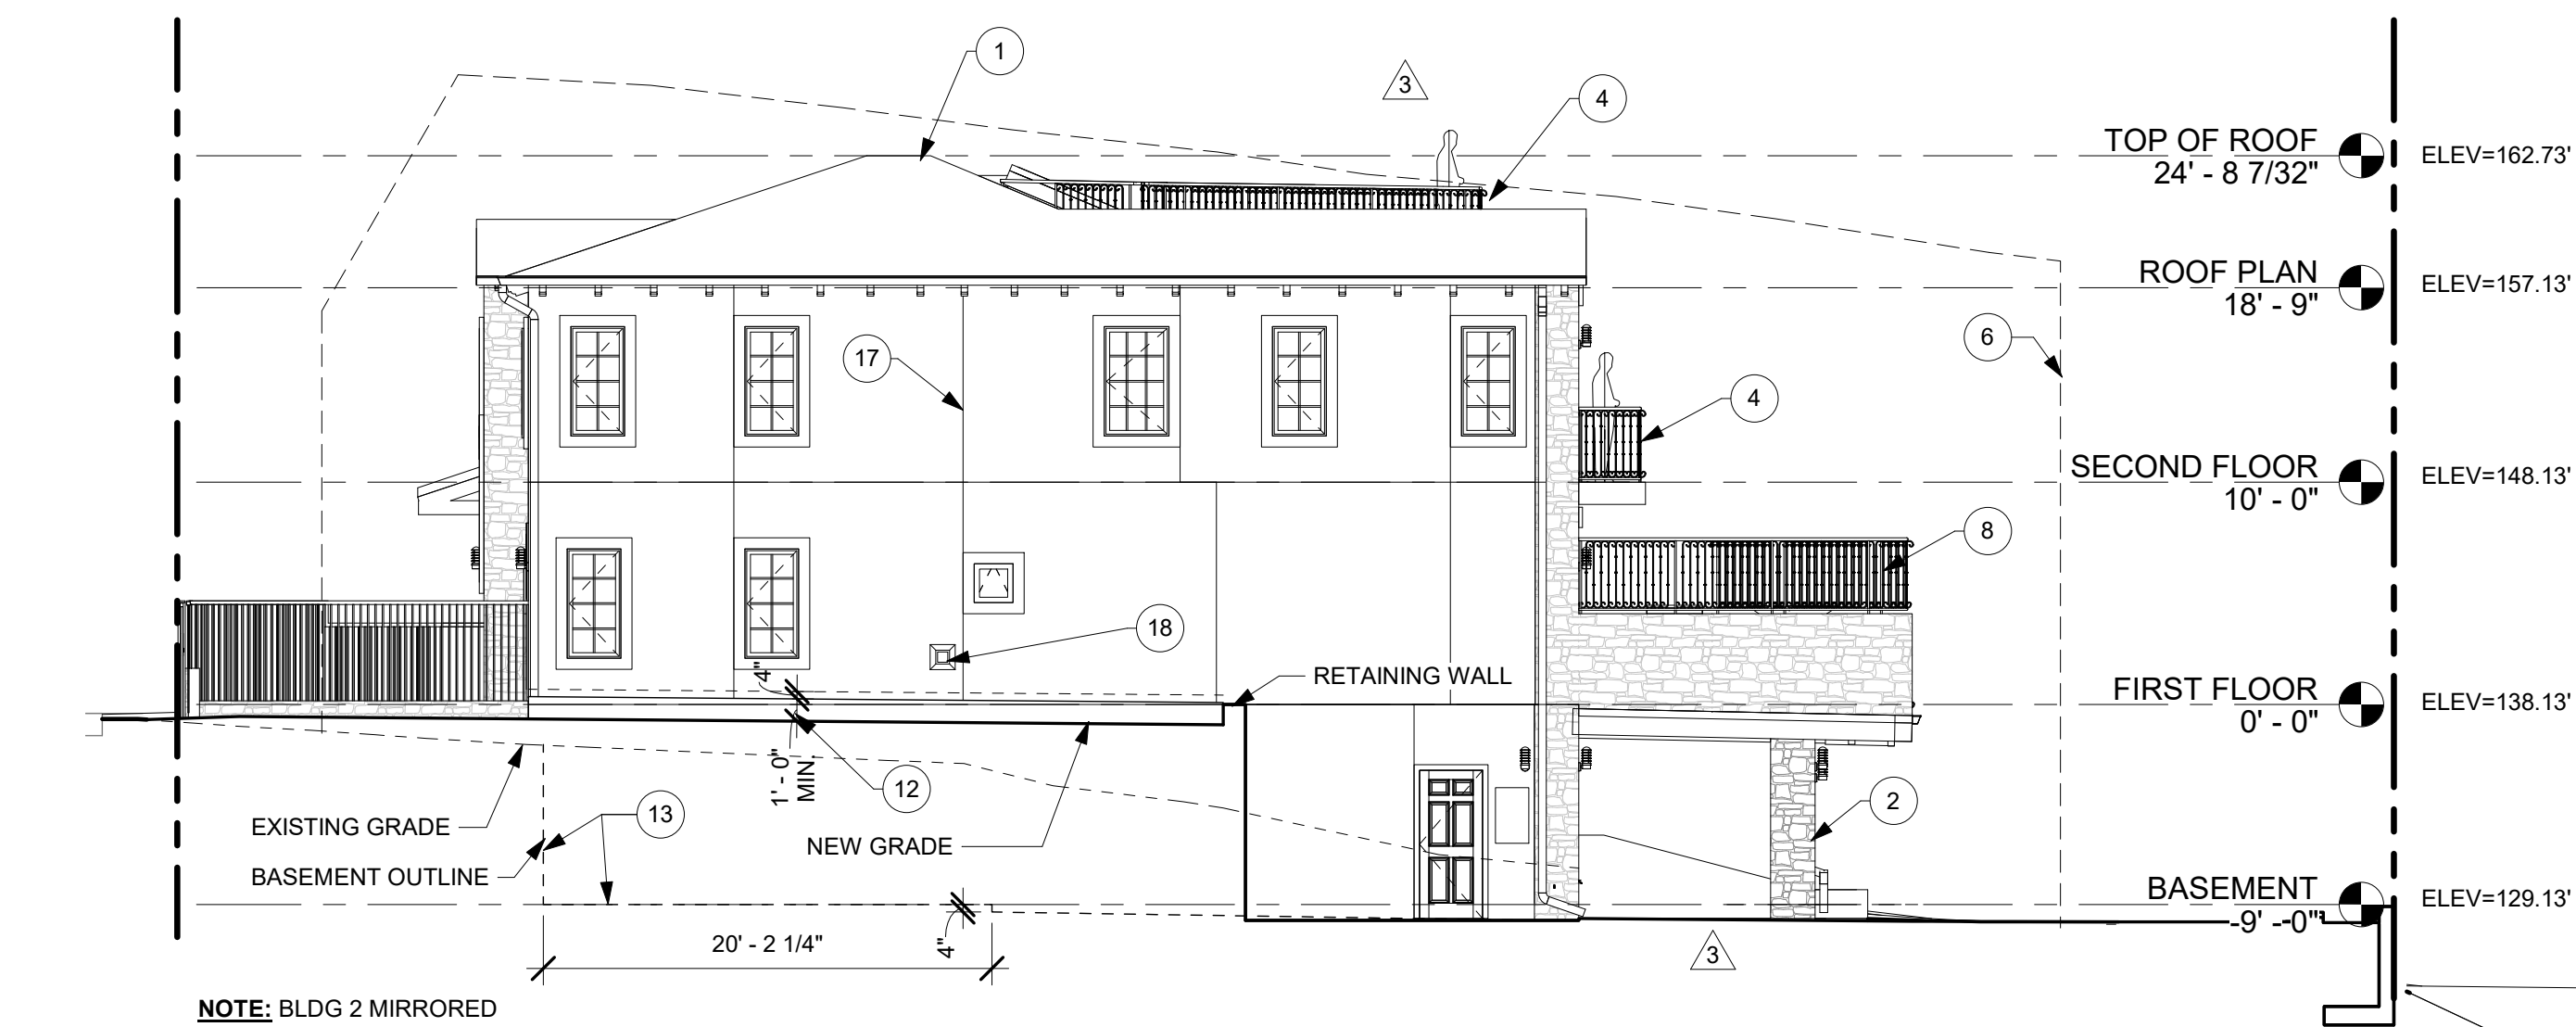 1
3
4
TOP OF ROOF
24' - 8 7/32"
ELEV=162.73'
ROOF PLAN
18' - 9"
ELEV=157.13'
6
17
4
SECOND FLOOR
10' - 0"
ELEV=148.13'
8
18
4"
RETAINING WALL
FIRST FLOOR
0' - 0"
ELEV=138.13'
1' - 0"
MIN.
12
2
13
EXISTING GRADE
NEW GRADE
BASEMENT OUTLINE
BASEMENT
-9' - 0"
ELEV=129.13'
20' - 2 1/4"
4"
3
NOTE: BLDG 2 MIRRORED